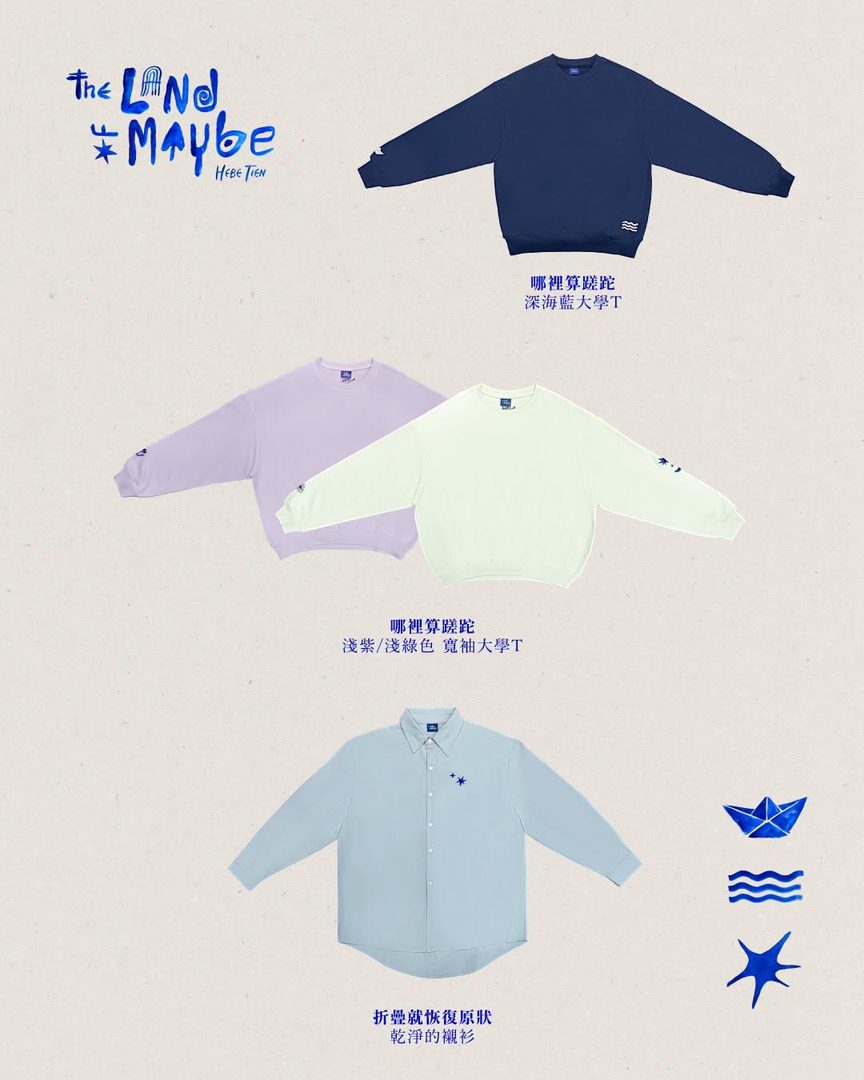 The LAND
OF MAYbe
HEBE TIEN
哪裡算蹉跎
深海藍大學T
哪裡算蹉跎
淺紫/淺綠色 寬袖大學T
折疊就恢復原狀
乾淨的襯衫